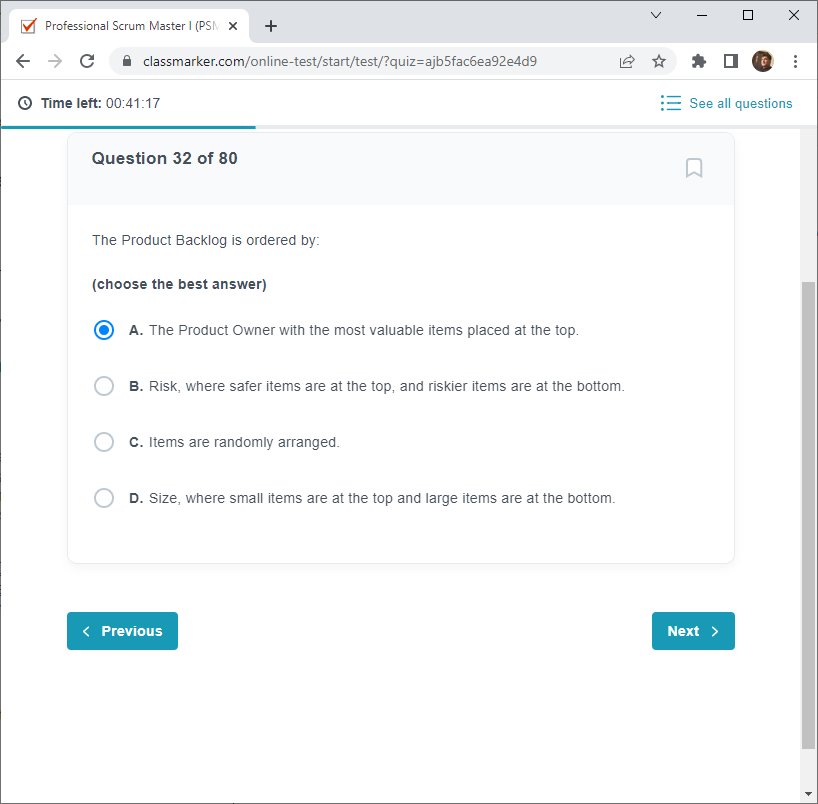 Professional Scrum Master I (PSM
classmarker.com/online-test/start/test/?quiz=ajb5fac6ea92e4d9
Time left: 00:41:17
See all questions
Question 32 of 80
The Product Backlog is ordered by:
(choose the best answer)
A. The Product Owner with the most valuable items placed at the top.
B. Risk, where safer items are at the top, and riskier items are at the bottom.
C. Items are randomly arranged.
D. Size, where small items are at the top and large items are at the bottom.
Previous
Next